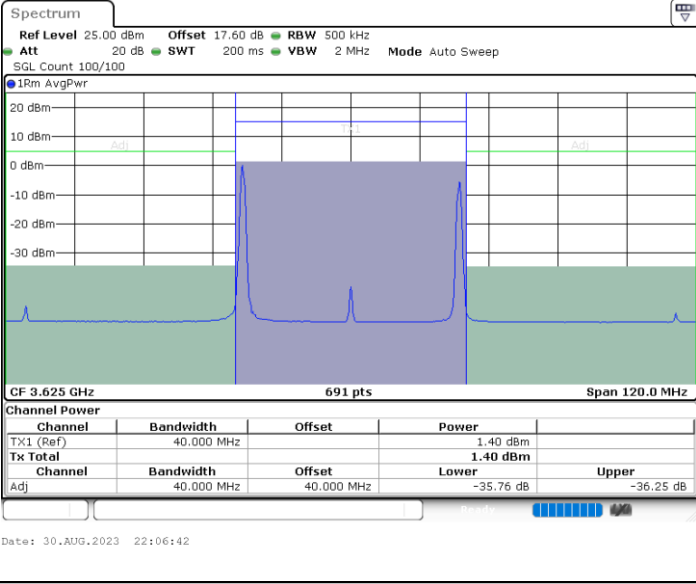 Spectrum
Ref Level 25.00 dBm Offset 17.60 dB RBW 500 kHz
Att 20 dB SWT 200 ms VBW 2 MHz Mode Auto Sweep
SGL Count 100/100
1Rm AvgPwr
20 dBm
TX1
10 dBm
Adj Adj
0 dBm
-10 dBm
-20 dBm
-30 dBm
CF 3.625 GHz 691 pts Span 120.0 MHz
Channel Power
Channel Bandwidth Offset Power
TX1 (Ref) 40.000 MHz 1.40 dBm
Tx Total 1.40 dBm
Channel Bandwidth Offset Lower Upper
Adj 40.000 MHz 40.000 MHz -35.76 dB -36.25 dB
Ready
Date: 30.AUG.2023 22:06:42